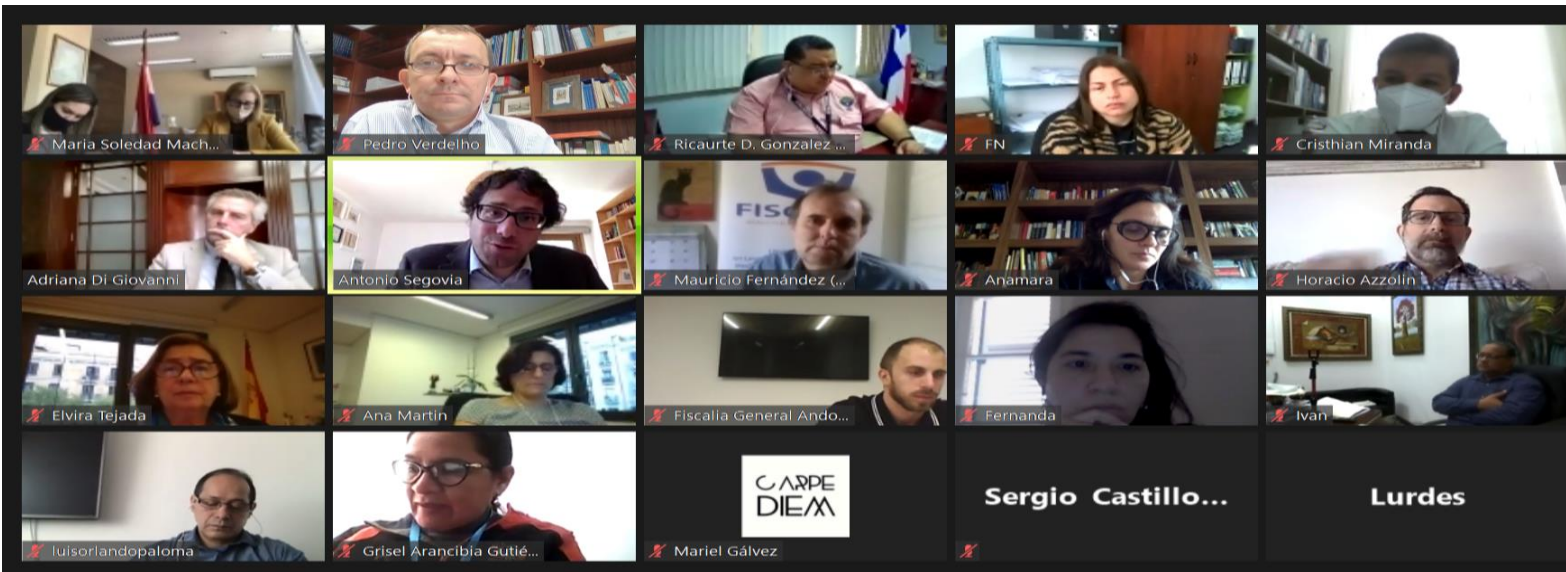 Maria Soledad Mach...
Pedro Verdelho
Ricaurte D. Gonzalez ...
FN
Cristhian Miranda
Adriana Di Giovanni
Antonio Segovia
FISC
Mauricio Fernández (...
Anamara
Horacio Azzolin
Elvira Tejada
Ana Martin
Fiscalia General Ando...
Fernanda
Ivan
luisorlandopaloma
Grisel Arancibia Gutié...
CARPE
DIEM
Mariel Gálvez
Sergio Castillo...
Lurdes